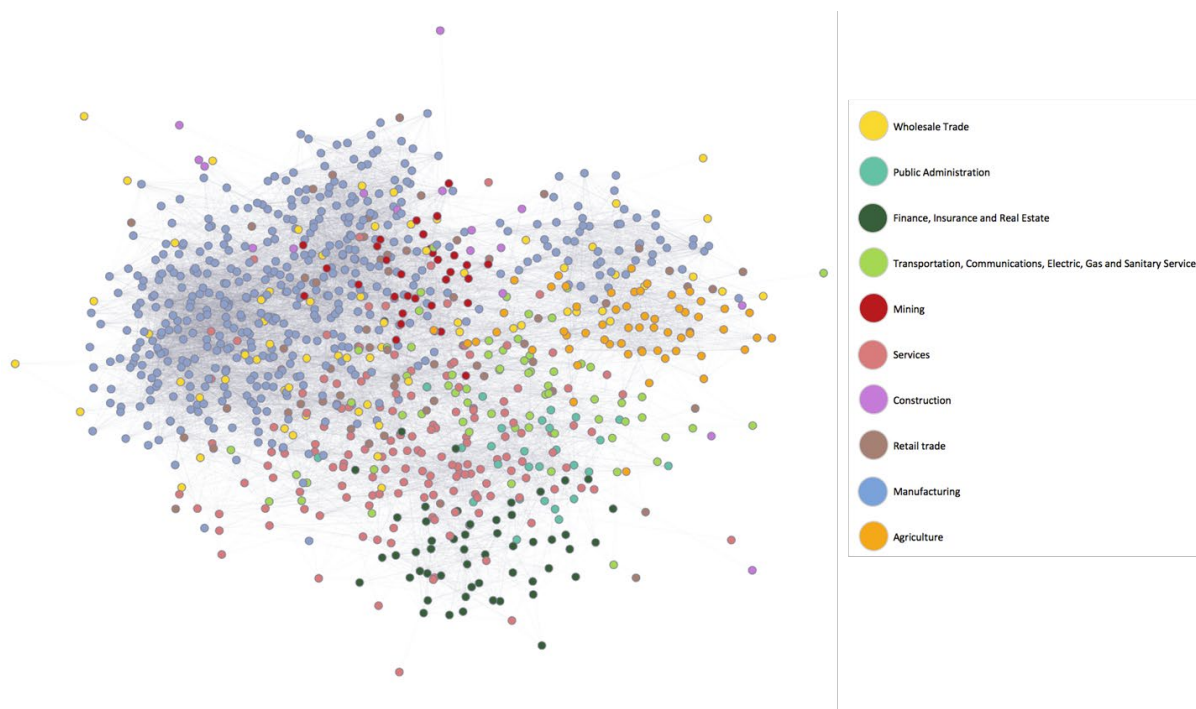 Wholesale Trade
Public Administration
Finance, Insurance and Real Estate
Transportation, Communications, Electric, Gas and Sanitary Service
Mining
Services
Construction
Retail trade
Manufacturing
Agriculture